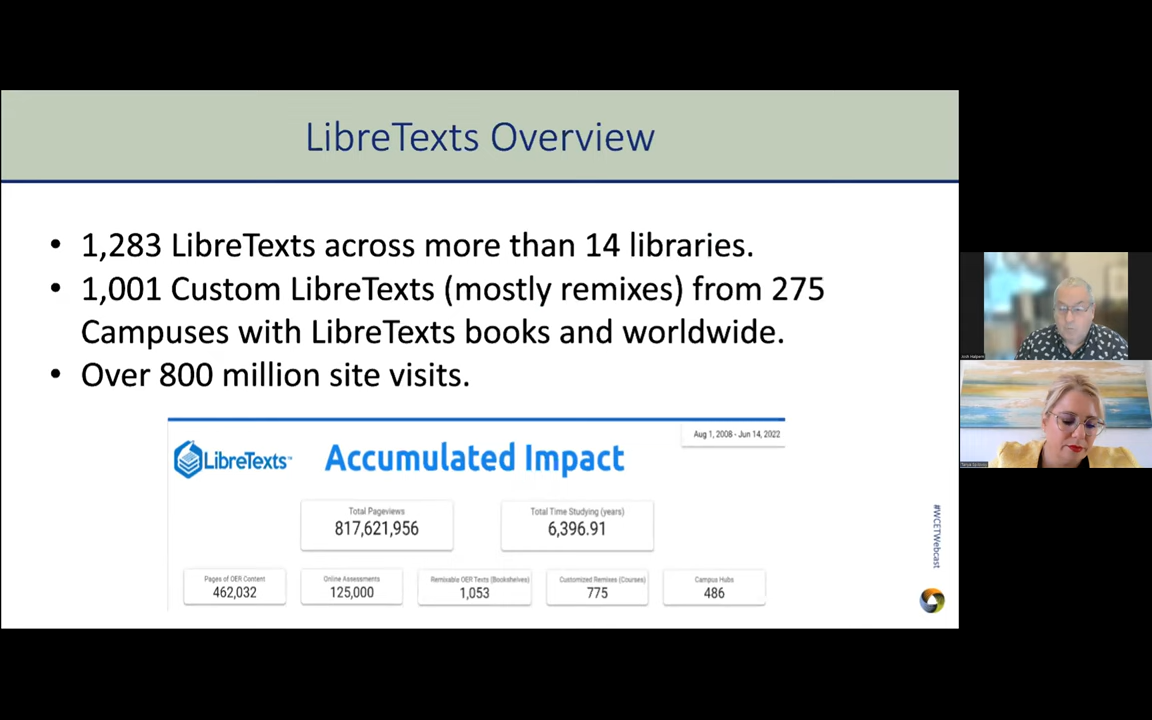 LibreTexts Overview
• 1,283 LibreTexts across more than 14 libraries.
• 1,001 Custom LibreTexts (mostly remixes) from 275
Campuses with LibreTexts books and worldwide.
• Over 800 million site visits.
Aug 1, 2008 - Jun 14, 2022
LibreTexts™
Accumulated Impact
Total Pageviews
817,621,956
Total Time Studying (years)
6,396.91
Pages of OER Content
462,032
Online Assessments
125,000
Remixable OER Texts (Bookshelves)
1,053
Customized Remixes (Courses)
775
Campus Hubs
486
#WCETWebcast
Josh Halpern